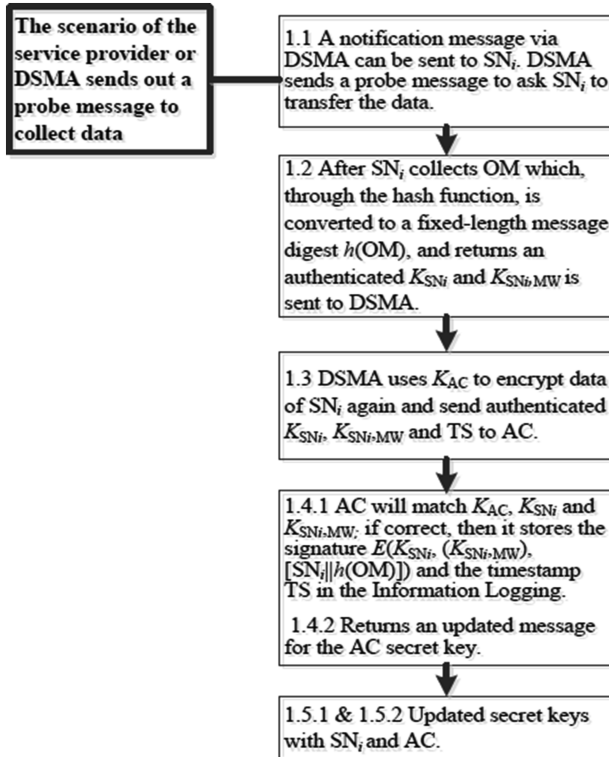 The scenario of the
service provider or
DSMA sends out a
probe message to
collect data
1.1 A notification message via
DSMA can be sent to SNi. DSMA
sends a probe message to ask SNi to
transfer the data.
1.2 After SNi collects OM which,
through the hash function, is
converted to a fixed-length message
digest h(OM), and returns an
authenticated KSNi and KSNi,MW is
sent to DSMA.
1.3 DSMA uses KAC to encrypt data
of SNi again and send authenticated
KSNi, KSNi,MW and TS to AC.
1.4.1 AC will match KAC, KSNi and
KSNi,MW; if correct, then it stores the
signature E(KSNi, (KSNi,MW),
[SNi||h(OM)]) and the timestamp
TS in the Information Logging.
1.4.2 Returns an updated message
for the AC secret key.
1.5.1 & 1.5.2 Updated secret keys
with SNi and AC.